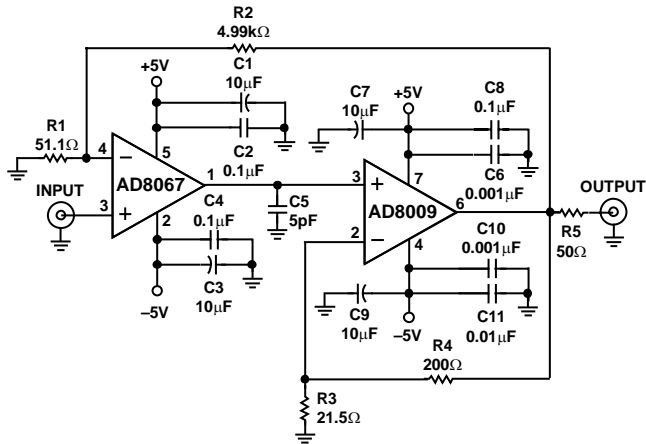 R2
4.99kΩ
+5V
C1
10μF
C2
0.1μF
R1
51.1Ω
4
–
5
AD8067
1
INPUT
3
+
2
C4
0.1μF
C3
10μF
–5V
C5
5pF
C7
10μF
+5V
C8
0.1μF
C6
0.001μF
3
+
7
AD8009
6
2
–
4
C10
0.001μF
C9
10μF
–5V
C11
0.01μF
OUTPUT
R5
50Ω
R4
200Ω
R3
21.5Ω